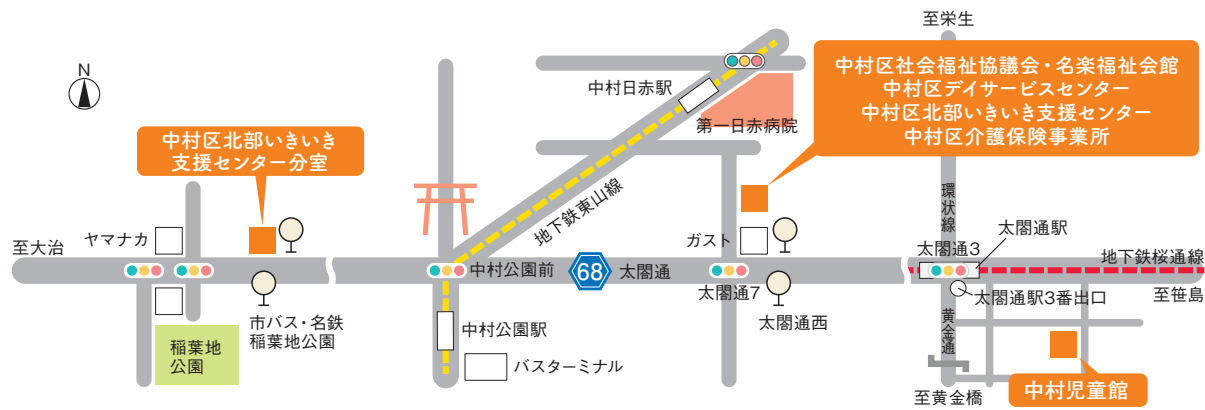 N
至栄生
中村区社会福祉協議会・名楽福祉会館
中村区デイサービスセンター
中村区北部いきいき支援センター
中村区介護保険事業所
中村日赤駅
第一日赤病院
中村区北部いきいき
支援センター分室
地下鉄東山線
環状線
至大治
ヤマナカ
ガスト
太閤通3
太閤通駅
地下鉄桜通線
中村公園前
68
太閤通
太閤通7
太閤通駅3番出口
至笹島
市バス・名鉄
稲葉地公園
太閤通西
中村公園駅
黄金通
稲葉地
公園
バスターミナル
中村児童館
至黄金橋